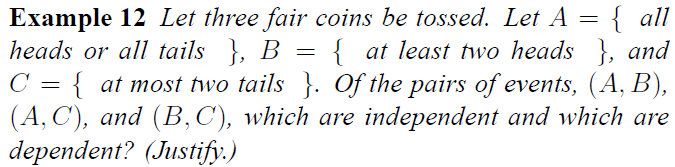 Example 12 Let three fair coins be tossed. Let A = { all
heads or all tails }, B = { at least two heads }, and
C = { at most two tails }. Of the pairs of events, (A, B),
(A, C), and (B, C), which are independent and which are
dependent? (Justify.)